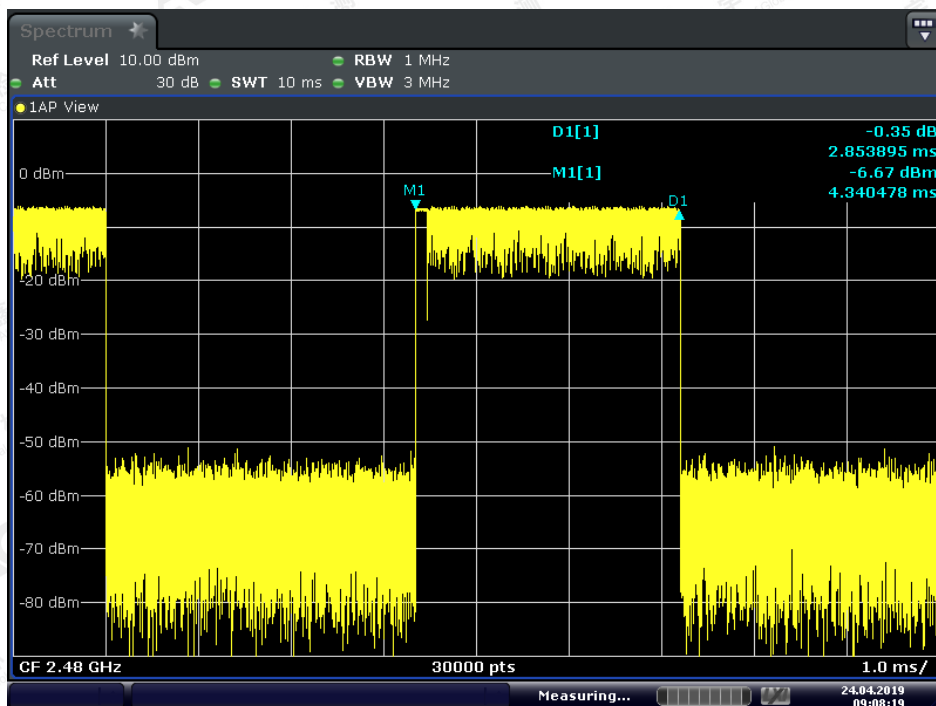 Spectrum
Ref Level 10.00 dBm RBW 1 MHz
Att 30 dB SWT 10 ms VBW 3 MHz
1AP View
D1[1] -0.35 dB
2.853895 ms
0 dBm M1[1] -6.67 dBm
M1 4.340478 ms
D1
-20 dBm
-30 dBm
-40 dBm
-50 dBm
-60 dBm
-70 dBm
-80 dBm
CF 2.48 GHz 30000 pts 1.0 ms/
Measuring... 24.04.2019
09:08:19